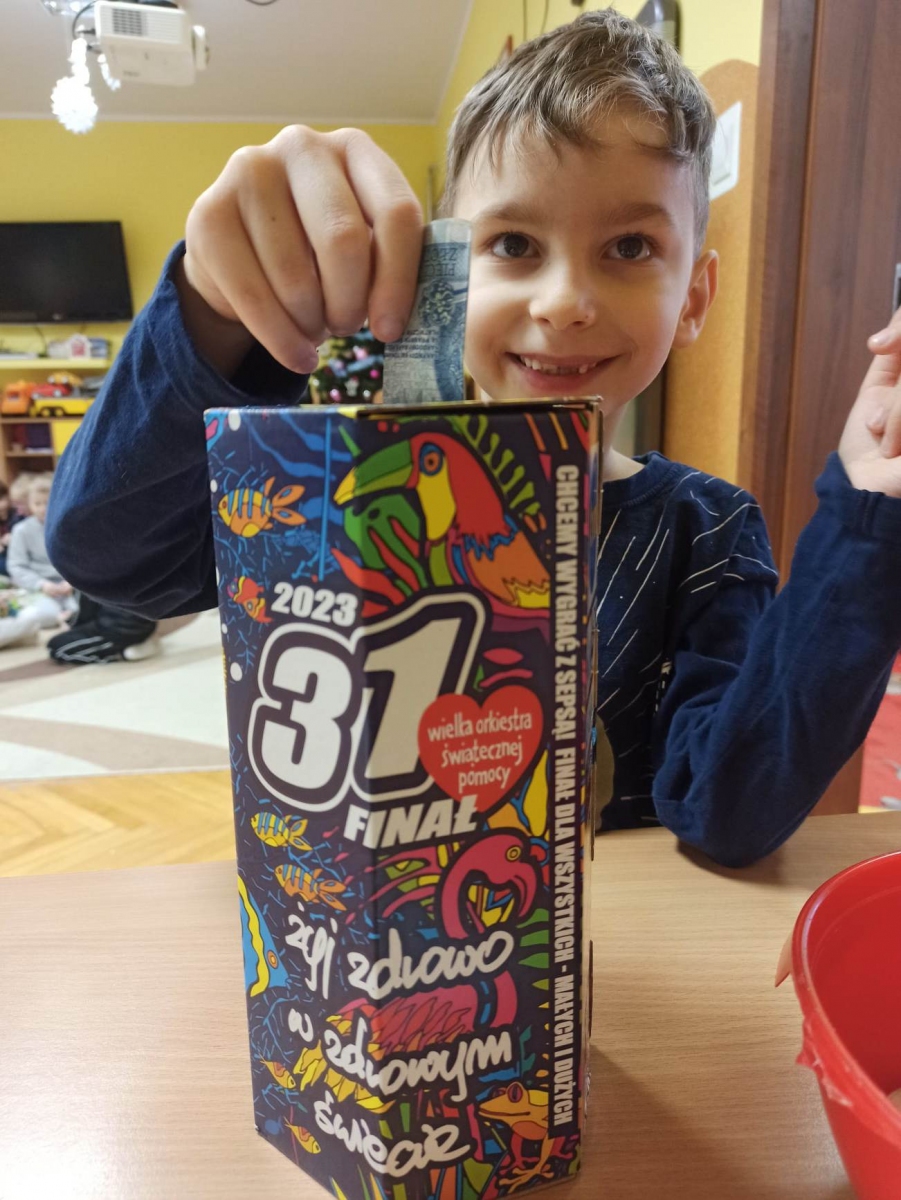 2023
31
FINAŁ
wielka orkiestra
świątecznej
pomocy
żyj zdrowo
w zdrowym
świecie
CHCEMY WYGRAĆ Z SEPSĄ! FINAŁ DLA WSZYSTKICH - MAŁYCH I DUŻYCH